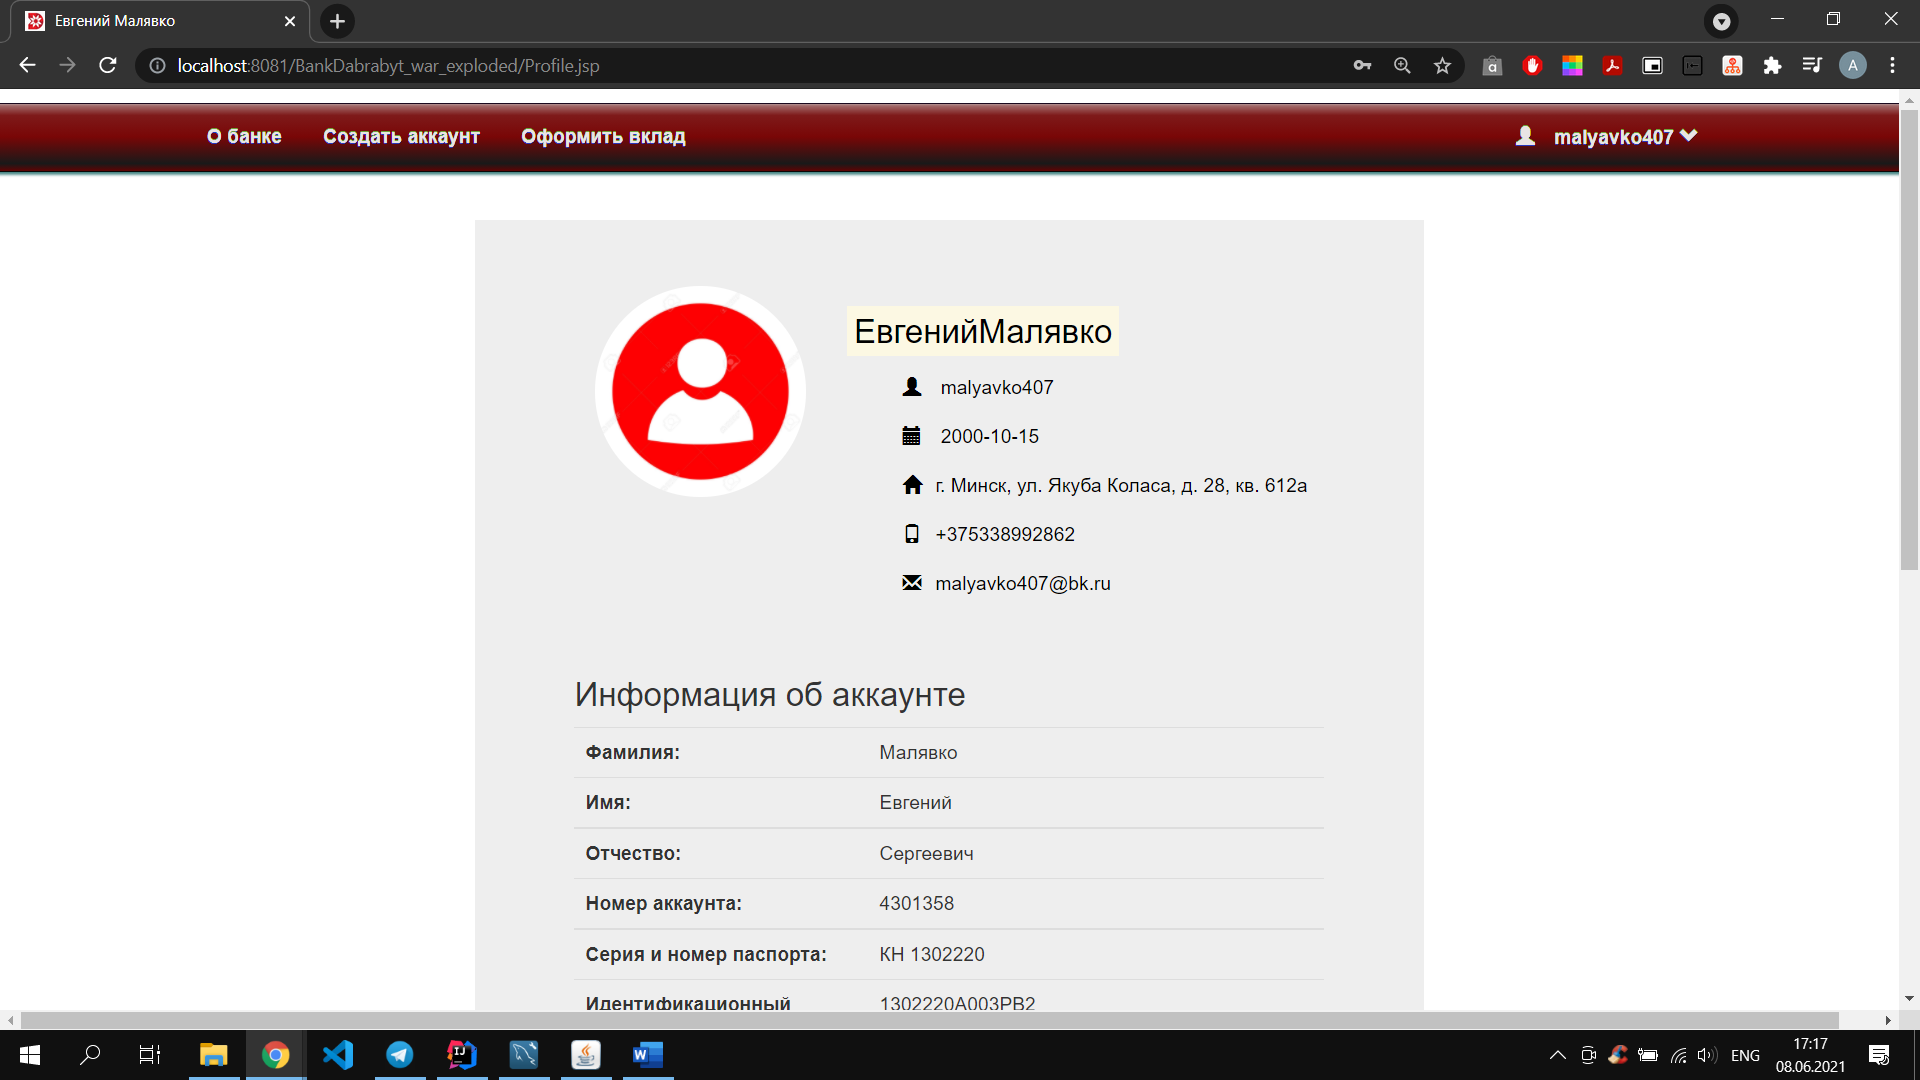 Евгений Малявко
localhost:8081/BankDabrabyt_war_exploded/Profile.jsp
A
О банке Создать аккаунт Оформить вклад malyavko407
ЕвгенийМалявко
malyavko407
2000-10-15
г. Минск, ул. Якуба Коласа, д. 28, кв. 612а
+375338992862
malyavko407@bk.ru
Информация об аккаунте
Фамилия: Малявко
Имя: Евгений
Отчество: Сергеевич
Номер аккаунта: 4301358
Серия и номер паспорта: КН 1302220
Идентификационный 1302220A003PB2
ENG
17:17
08.06.2021